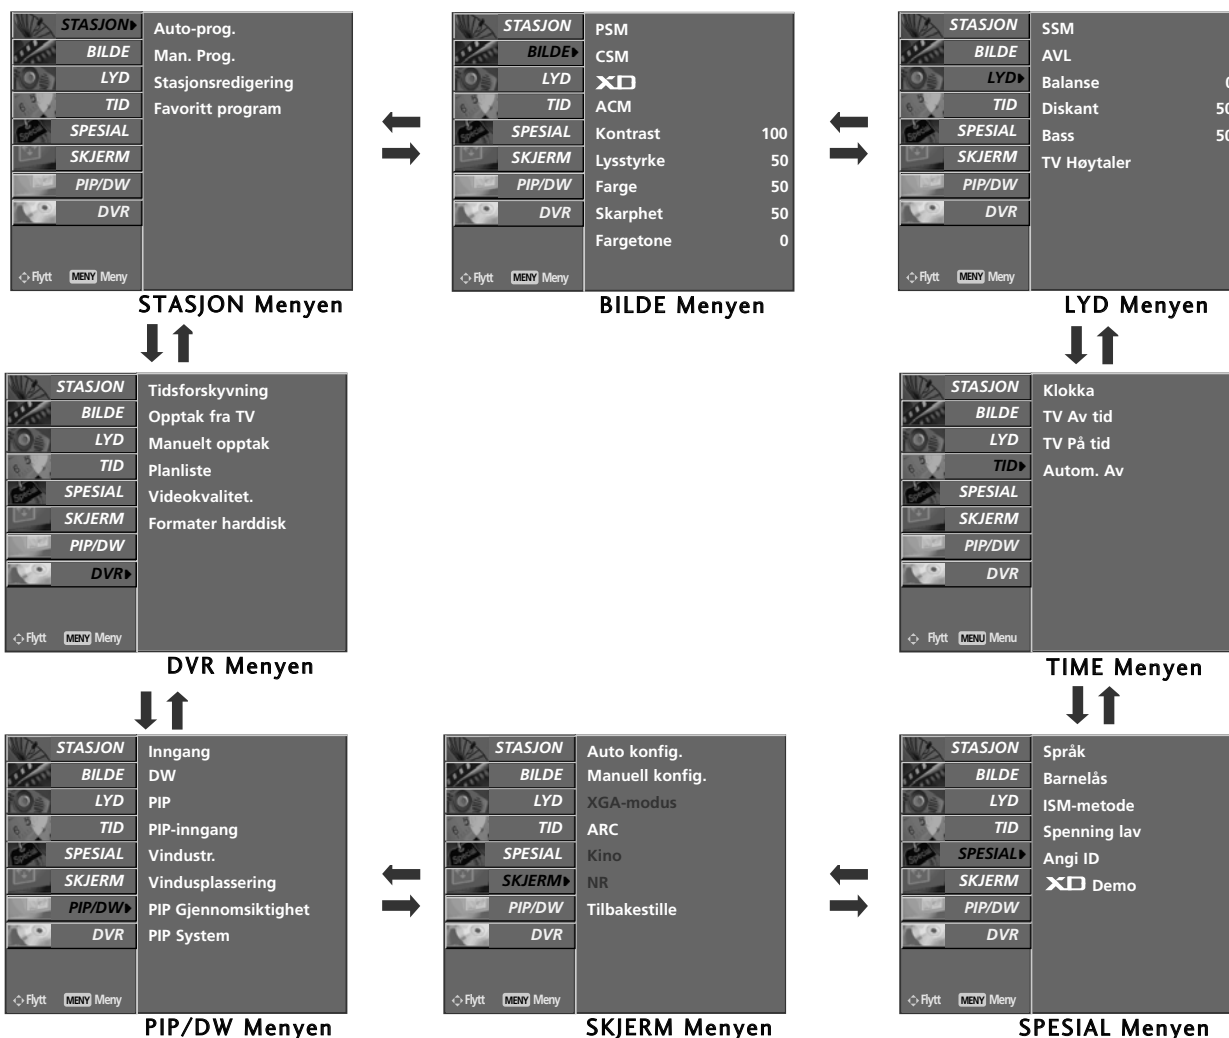 STASJON
BILDE
LYD
TID
SPESIAL
SKJERM
PIP/DW
DVR
Flytt MENY Meny
Auto-prog.
Man. Prog.
Stasjonsredigering
Favoritt program
STASJON Menyen
STASJON
BILDE
LYD
TID
SPESIAL
SKJERM
PIP/DW
DVR
Flytt MENY Meny
PSM
CSM
XD
ACM
Kontrast 100
Lysstyrke 50
Farge 50
Skarphet 50
Fargetone 0
BILDE Menyen
STASJON
BILDE
LYD
TID
SPESIAL
SKJERM
PIP/DW
DVR
Flytt MENY Meny
SSM
AVL
Balanse 0
Diskant 50
Bass 50
TV Høytaler
LYD Menyen
STASJON
BILDE
LYD
TID
SPESIAL
SKJERM
PIP/DW
DVR
Flytt MENY Meny
Tidsforskyvning
Opptak fra TV
Manuelt opptak
Planliste
Videokvalitet.
Formater harddisk
DVR Menyen
STASJON
BILDE
LYD
TID
SPESIAL
SKJERM
PIP/DW
DVR
Flytt MENU Menu
Klokka
TV Av tid
TV På tid
Autom. Av
TIME Menyen
STASJON
BILDE
LYD
TID
SPESIAL
SKJERM
PIP/DW
DVR
Flytt MENY Meny
Inngang
DW
PIP
PIP-inngang
Vindustr.
Vindusplassering
PIP Gjennomsiktighet
PIP System
PIP/DW Menyen
STASJON
BILDE
LYD
TID
SPESIAL
SKJERM
PIP/DW
DVR
Flytt MENY Meny
Auto konfig.
Manuell konfig.
XGA-modus
ARC
Kino
NR
Tilbakestille
SKJERM Menyen
STASJON
BILDE
LYD
TID
SPESIAL
SKJERM
PIP/DW
DVR
Flytt MENY Meny
Språk
Barnelås
ISM-metode
Spenning lav
Angi ID
XD Demo
SPESIAL Menyen